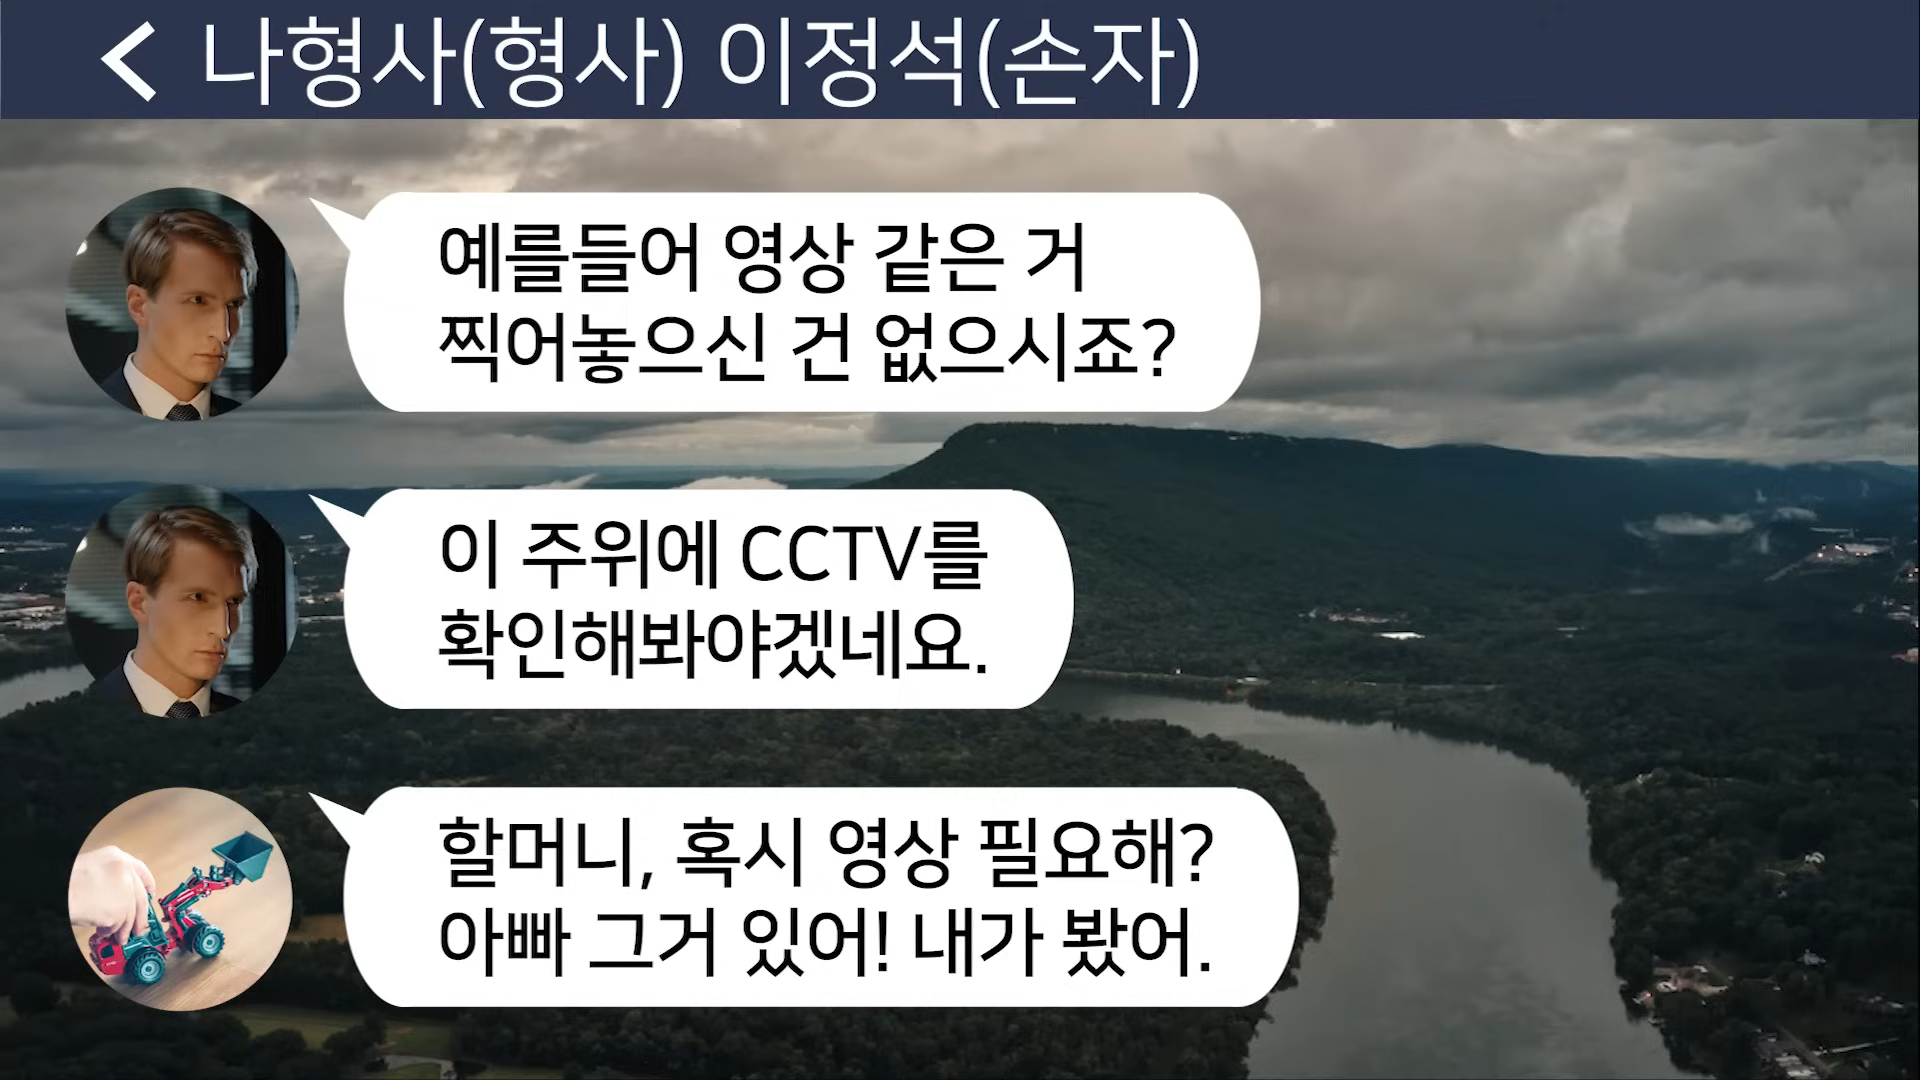 나형사(형사) 이정석(손자)
예를들어 영상 같은 거
찍어놓으신 건 없으시죠?
이 주위에 CCTV를
확인해봐야겠네요.
할머니, 혹시 영상 필요해?
아빠 그거 있어! 내가 봤어.